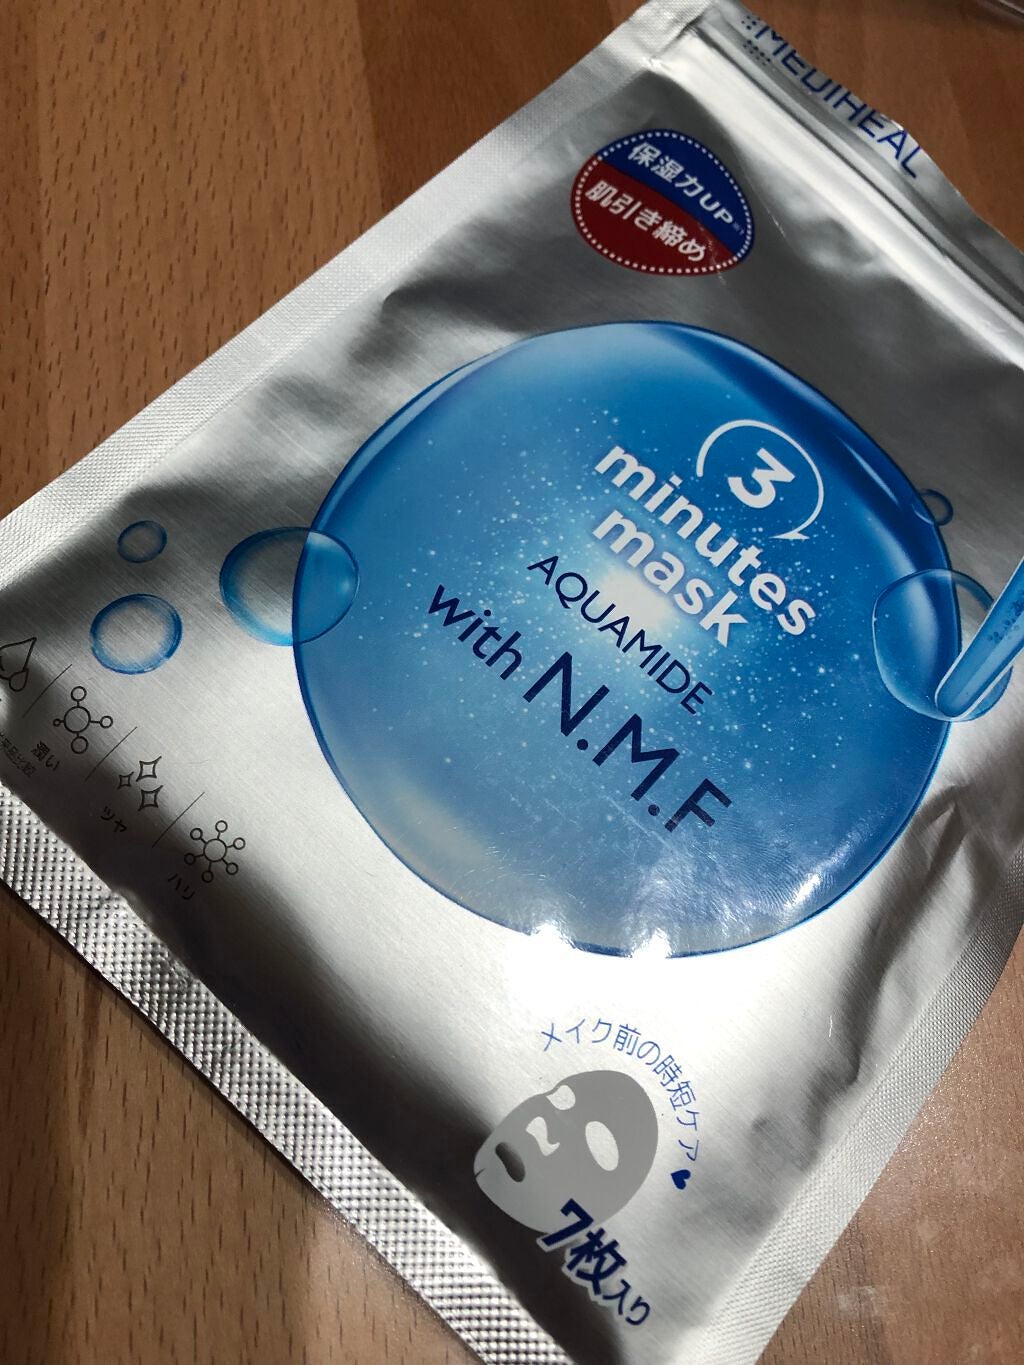 MEDIHEAL
保湿力UP
肌引き締め
3
minutes
mask
AQUAMIDE
with N.M.F
潤い
ツヤ
ハリ
メイク前の時短ケア
7枚入り